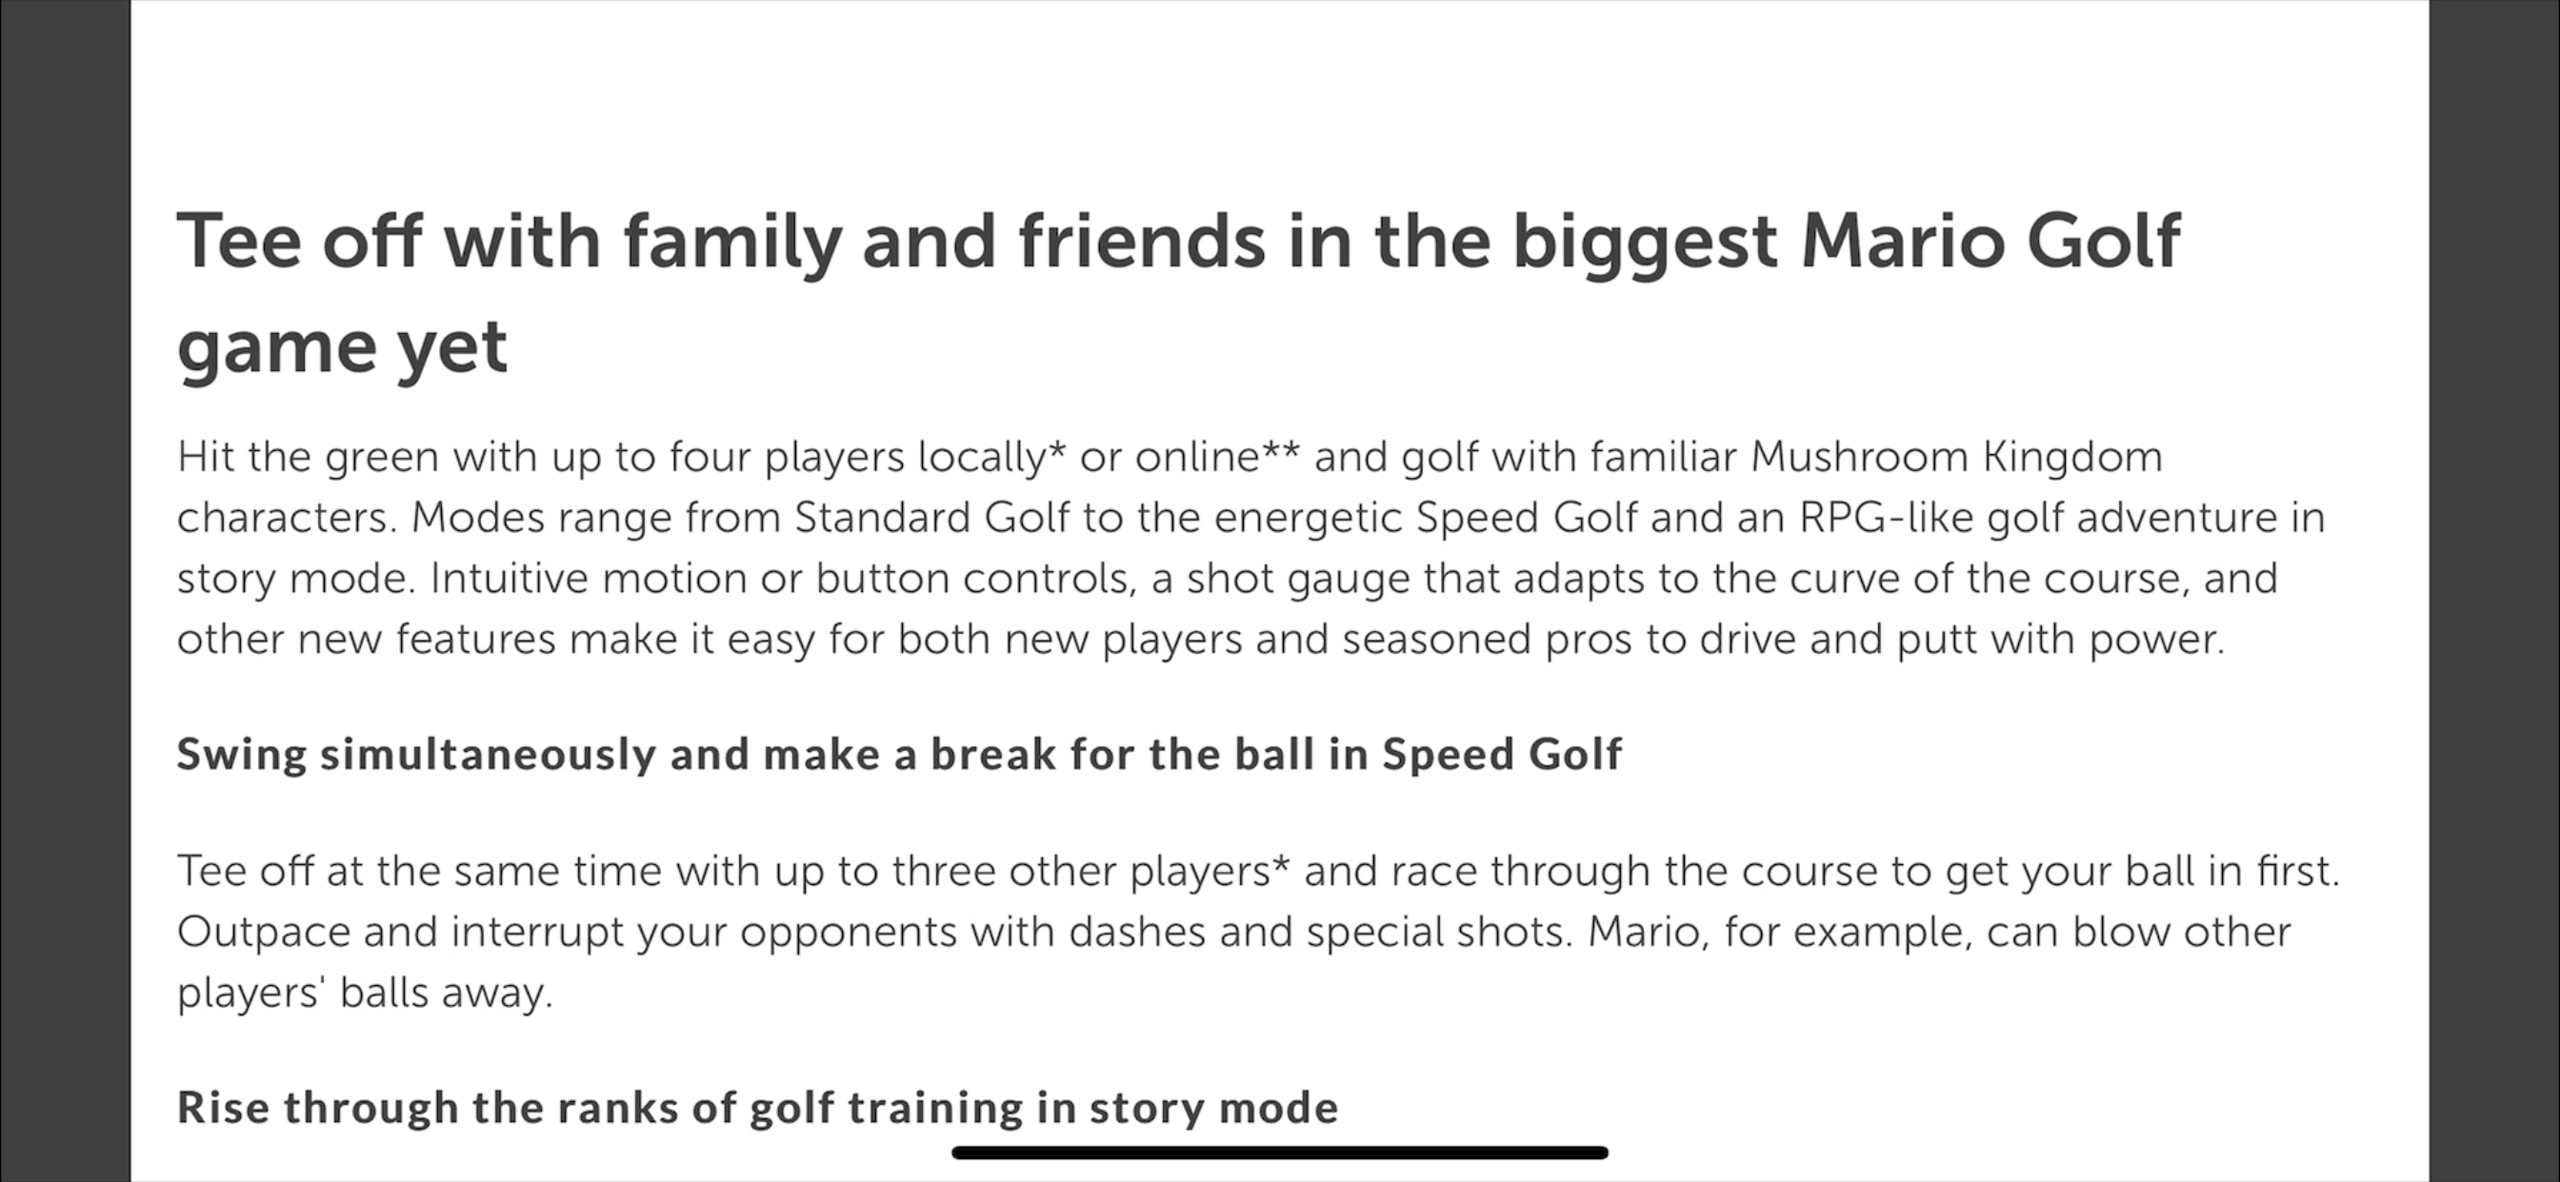 Tee off with family and friends in the biggest Mario Golf
game yet
Hit the green with up to four players locally* or online** and golf with familiar Mushroom Kingdom
characters. Modes range from Standard Golf to the energetic Speed Golf and an RPG-like golf adventure in
story mode. Intuitive motion or button controls, a shot gauge that adapts to the curve of the course, and
other new features make it easy for both new players and seasoned pros to drive and putt with power.
Swing simultaneously and make a break for the ball in Speed Golf
Tee off at the same time with up to three other players* and race through the course to get your ball in first.
Outpace and interrupt your opponents with dashes and special shots. Mario, for example, can blow other
players' balls away.
Rise through the ranks of golf training in story mode